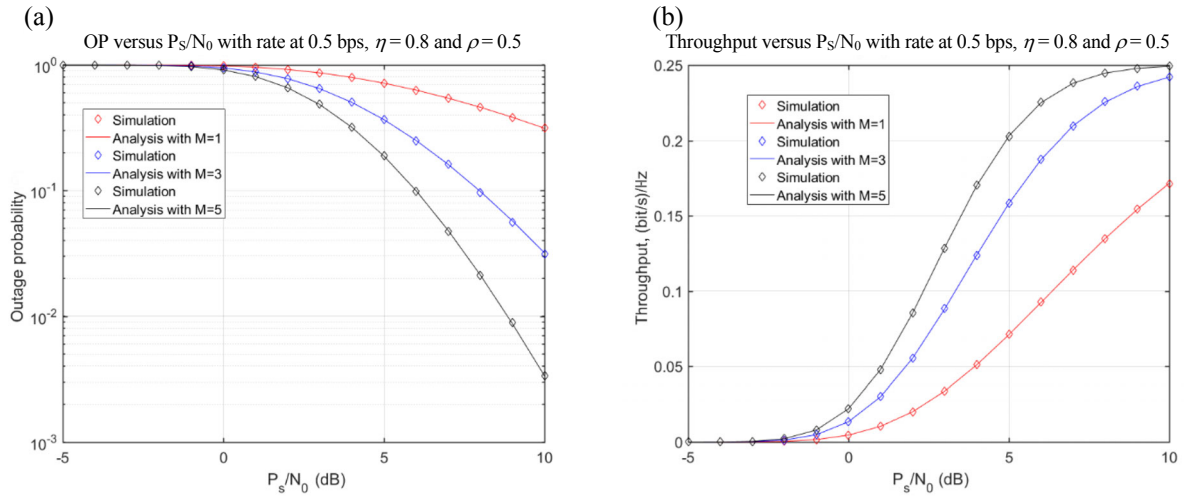 (a)
OP versus PS/N0 with rate at 0.5 bps, η = 0.8 and ρ = 0.5
10^0
10^-1
10^-2
10^-3
Outage probability
Simulation
Analysis with M=1
Simulation
Analysis with M=3
Simulation
Analysis with M=5
-5
0
5
10
Ps/N0 (dB)
(b)
Throughput versus PS/N0 with rate at 0.5 bps, η = 0.8 and ρ = 0.5
0.25
0.2
0.15
0.1
0.05
0
Throughput, (bit/s)/Hz
Simulation
Analysis with M=1
Simulation
Analysis with M=3
Simulation
Analysis with M=5
-5
0
5
10
Ps/N0 (dB)